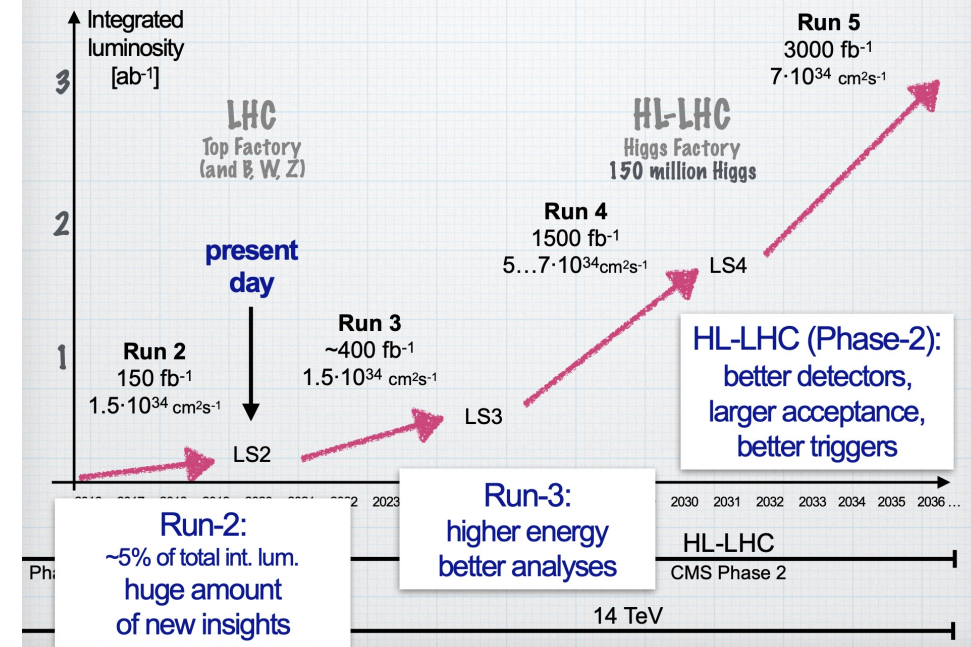 Integrated
luminosity
[ab⁻¹]
3
2
1
LHC
Top Factory
(and B, W, Z)
HL-LHC
Higgs Factory
150 million Higgs
Run 5
3000 fb⁻¹
7·10³⁴ cm²s⁻¹
Run 4
1500 fb⁻¹
5…7·10³⁴cm²s⁻¹
LS4
present
day
Run 3
~400 fb⁻¹
1.5·10³⁴ cm²s⁻¹
LS3
Run 2
150 fb⁻¹
1.5·10³⁴ cm²s⁻¹
LS2
HL-LHC (Phase-2):
better detectors,
larger acceptance,
better triggers
2023 2030 2031 2032 2033 2034 2035 2036 …
Run-3:
higher energy
better analyses
Run-2:
~5% of total int. lum.
huge amount
of new insights
HL-LHC
CMS Phase 2
14 TeV